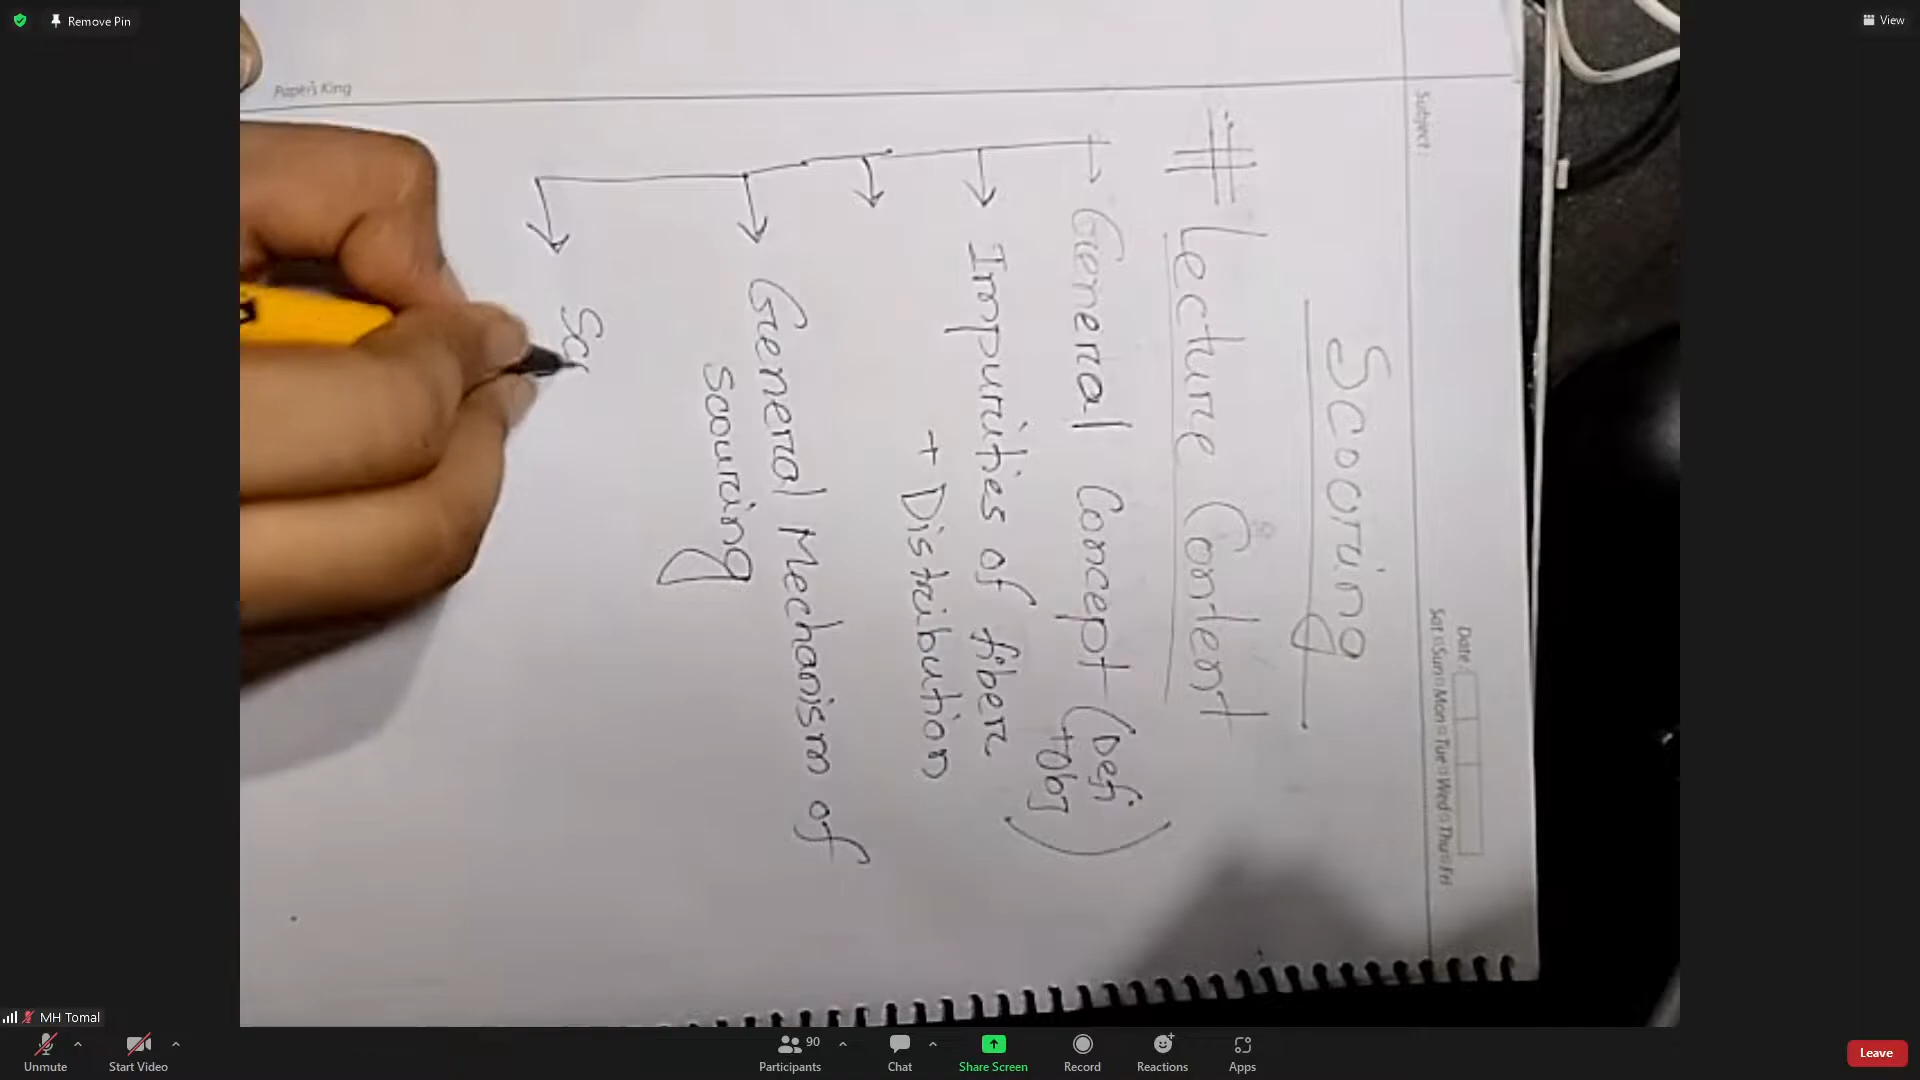 Remove Pin
View
Paper's King
Subject :
Date :
Sat Sun Mon Tue Wed Thu Fri
Scouring
# Lecture Content
General Concept (Defi
+Obj)
Impurities of fiber
+ Distribution
General Mechanism of
scouring
Sco
MH Tomal
Unmute
Start Video
90
Participants
Chat
Share Screen
Record
Reactions
Apps
Leave